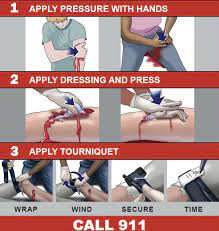 1 APPLY PRESSURE WITH HANDS
2 APPLY DRESSING AND PRESS
3 APPLY TOURNIQUET
WRAP WIND SECURE TIME
CALL 911